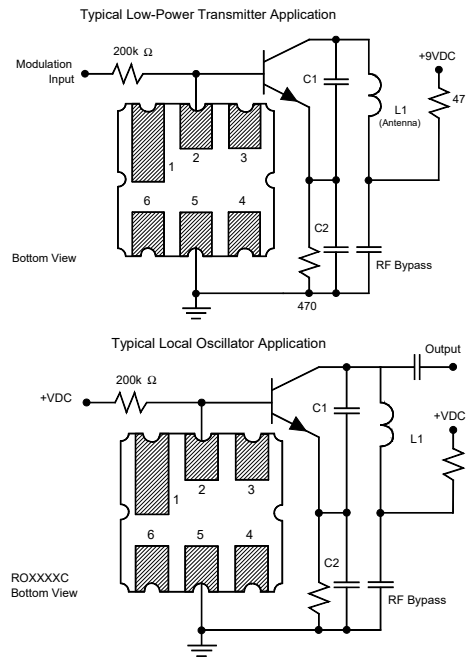 Typical Low-Power Transmitter Application
200k Ω
Modulation
Input
C1
+9VDC
47
L1
(Antenna)
1
2
3
6
5
4
C2
Bottom View
RF Bypass
470
Typical Local Oscillator Application
Output
200k Ω
+VDC
C1
+VDC
L1
1
2
3
6
5
4
C2
ROXXXXC
Bottom View
RF Bypass